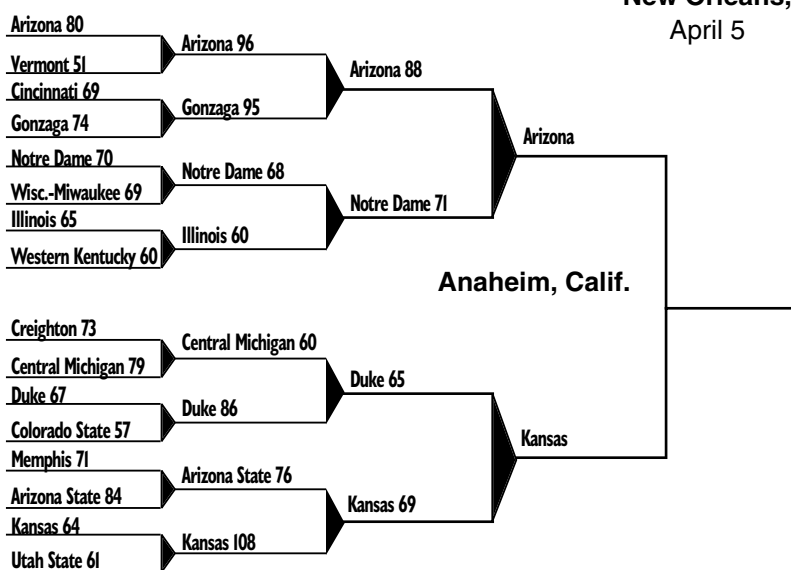 New Orleans,
April 5
Arizona 80
Vermont 51
Cincinnati 69
Gonzaga 74
Notre Dame 70
Wisc.-Miwaukee 69
Illinois 65
Western Kentucky 60
Creighton 73
Central Michigan 79
Duke 67
Colorado State 57
Memphis 71
Arizona State 84
Kansas 64
Utah State 61
Arizona 96
Gonzaga 95
Notre Dame 68
Illinois 60
Central Michigan 60
Duke 86
Arizona State 76
Kansas 108
Arizona 88
Notre Dame 71
Duke 65
Kansas 69
Arizona
Kansas
Anaheim, Calif.